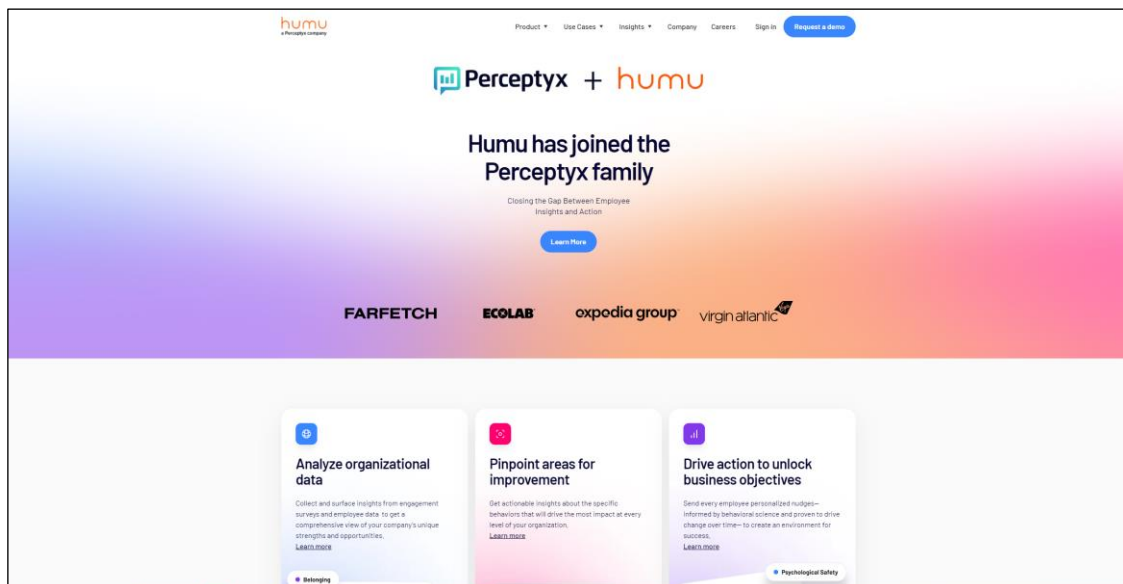 humu
a Perceptyx company
Product ▼ Use Cases ▼ Insights ▼ Company Careers Sign in Request a demo
Perceptyx + humu
Humu has joined the
Perceptyx family
Closing the Gap Between Employee
Insights and Action
Learn More
FARFETCH ECOLAB expedia group virgin atlantic
Analyze organizational
data
Collect and surface insights from engagement
surveys and employee data to get a
comprehensive view of your company's unique
strengths and opportunities.
Learn more
Belonging
Pinpoint areas for
improvement
Get actionable insights about the specific
behaviors that will drive the most impact at every
level of your organization.
Learn more
Drive action to unlock
business objectives
Send every employee personalized nudges—
informed by behavioral science and proven to drive
change over time— to create an environment for
success.
Learn more
Psychological Safety